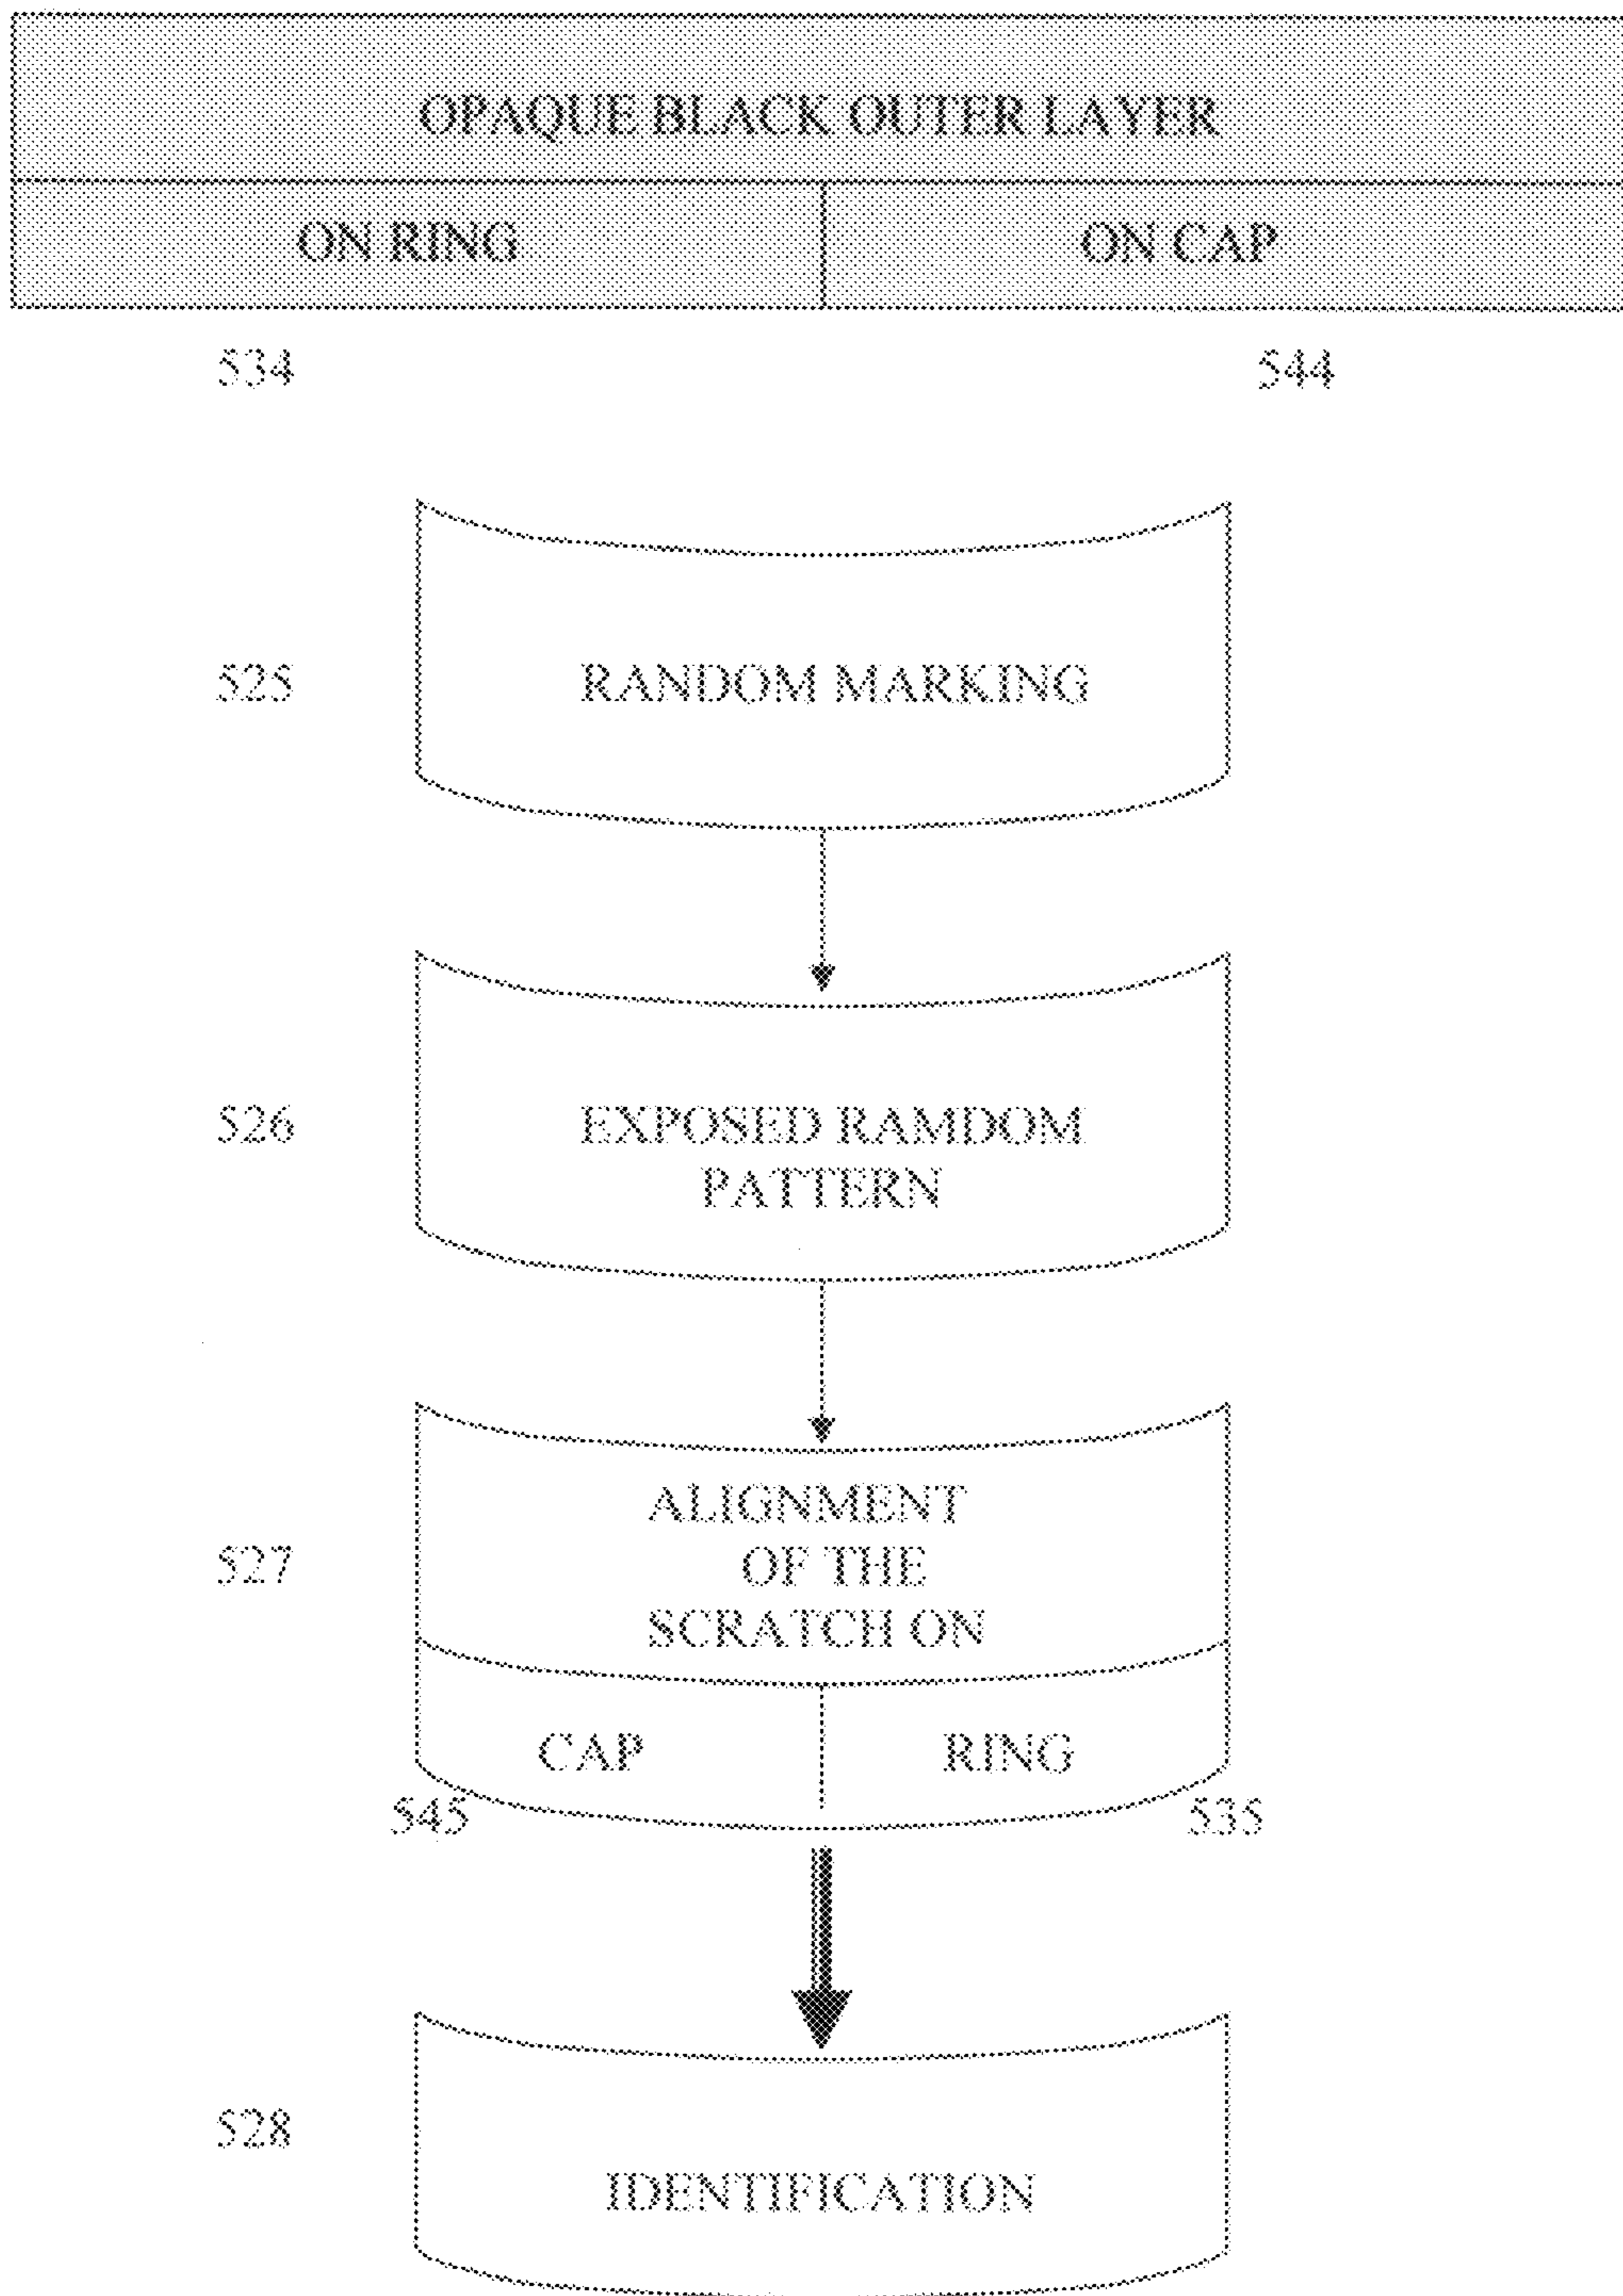 OPAQUE BLACK OUTER LAYER
ON RING ON CAP
534 544
525 RANDOM MARKING
526 EXPOSED RAMDOM
PATTERN
ALIGNMENT
527 OF THE
SCRATCH ON
CAP RING
545 535
528
IDENTIFICATION